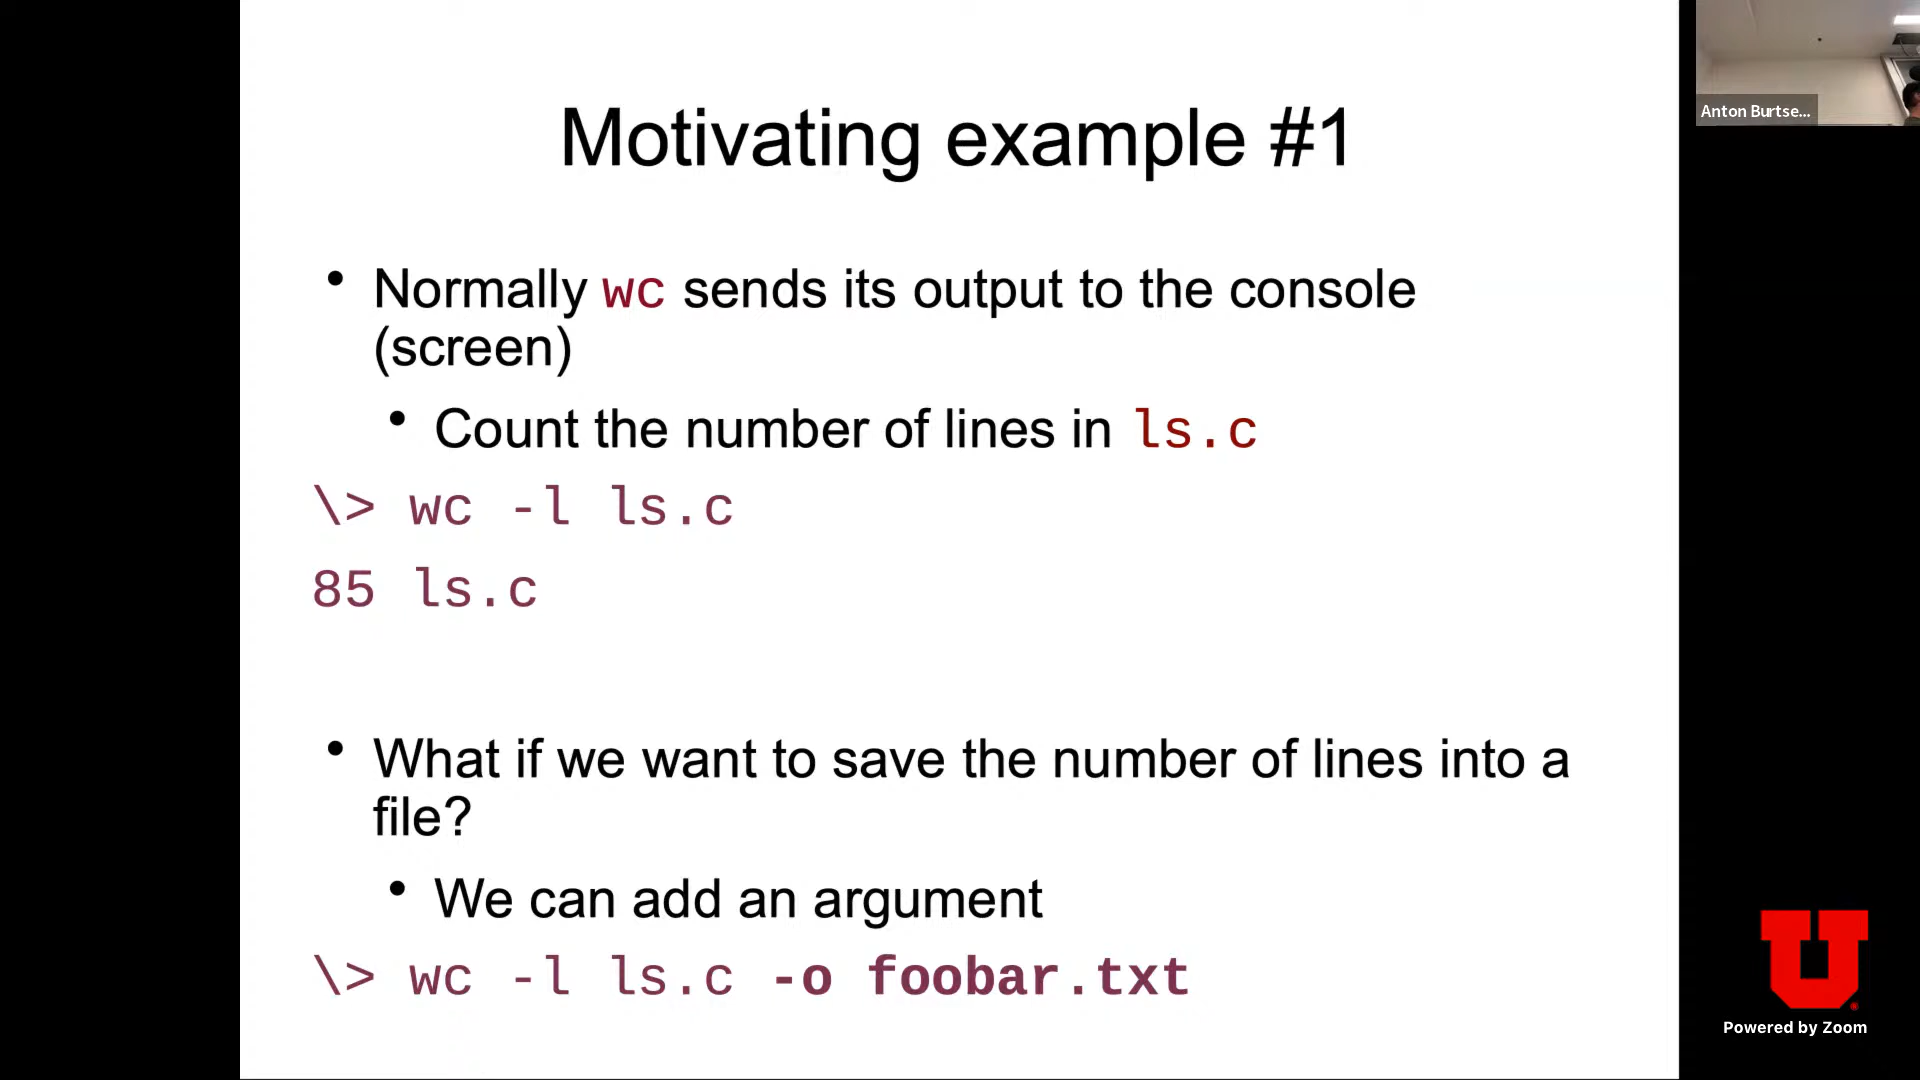 Motivating example #1
Anton Burtse...
• Normally wc sends its output to the console
(screen)
• Count the number of lines in ls.c
\> wc -l ls.c
85 ls.c
• What if we want to save the number of lines into a
file?
• We can add an argument
\> wc -l ls.c -o foobar.txt
U
Powered by Zoom